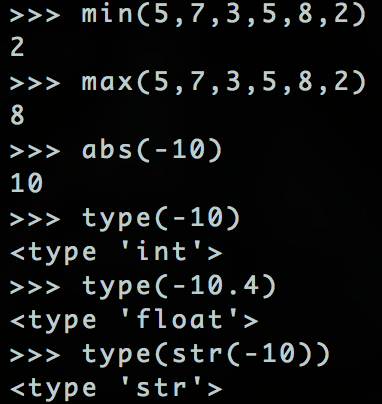 >>> min(5,7,3,5,8,2)
2
>>> max(5,7,3,5,8,2)
8
>>> abs(-10)
10
>>> type(-10)
<type 'int'>
>>> type(-10.4)
<type 'float'>
>>> type(str(-10))
<type 'str'>